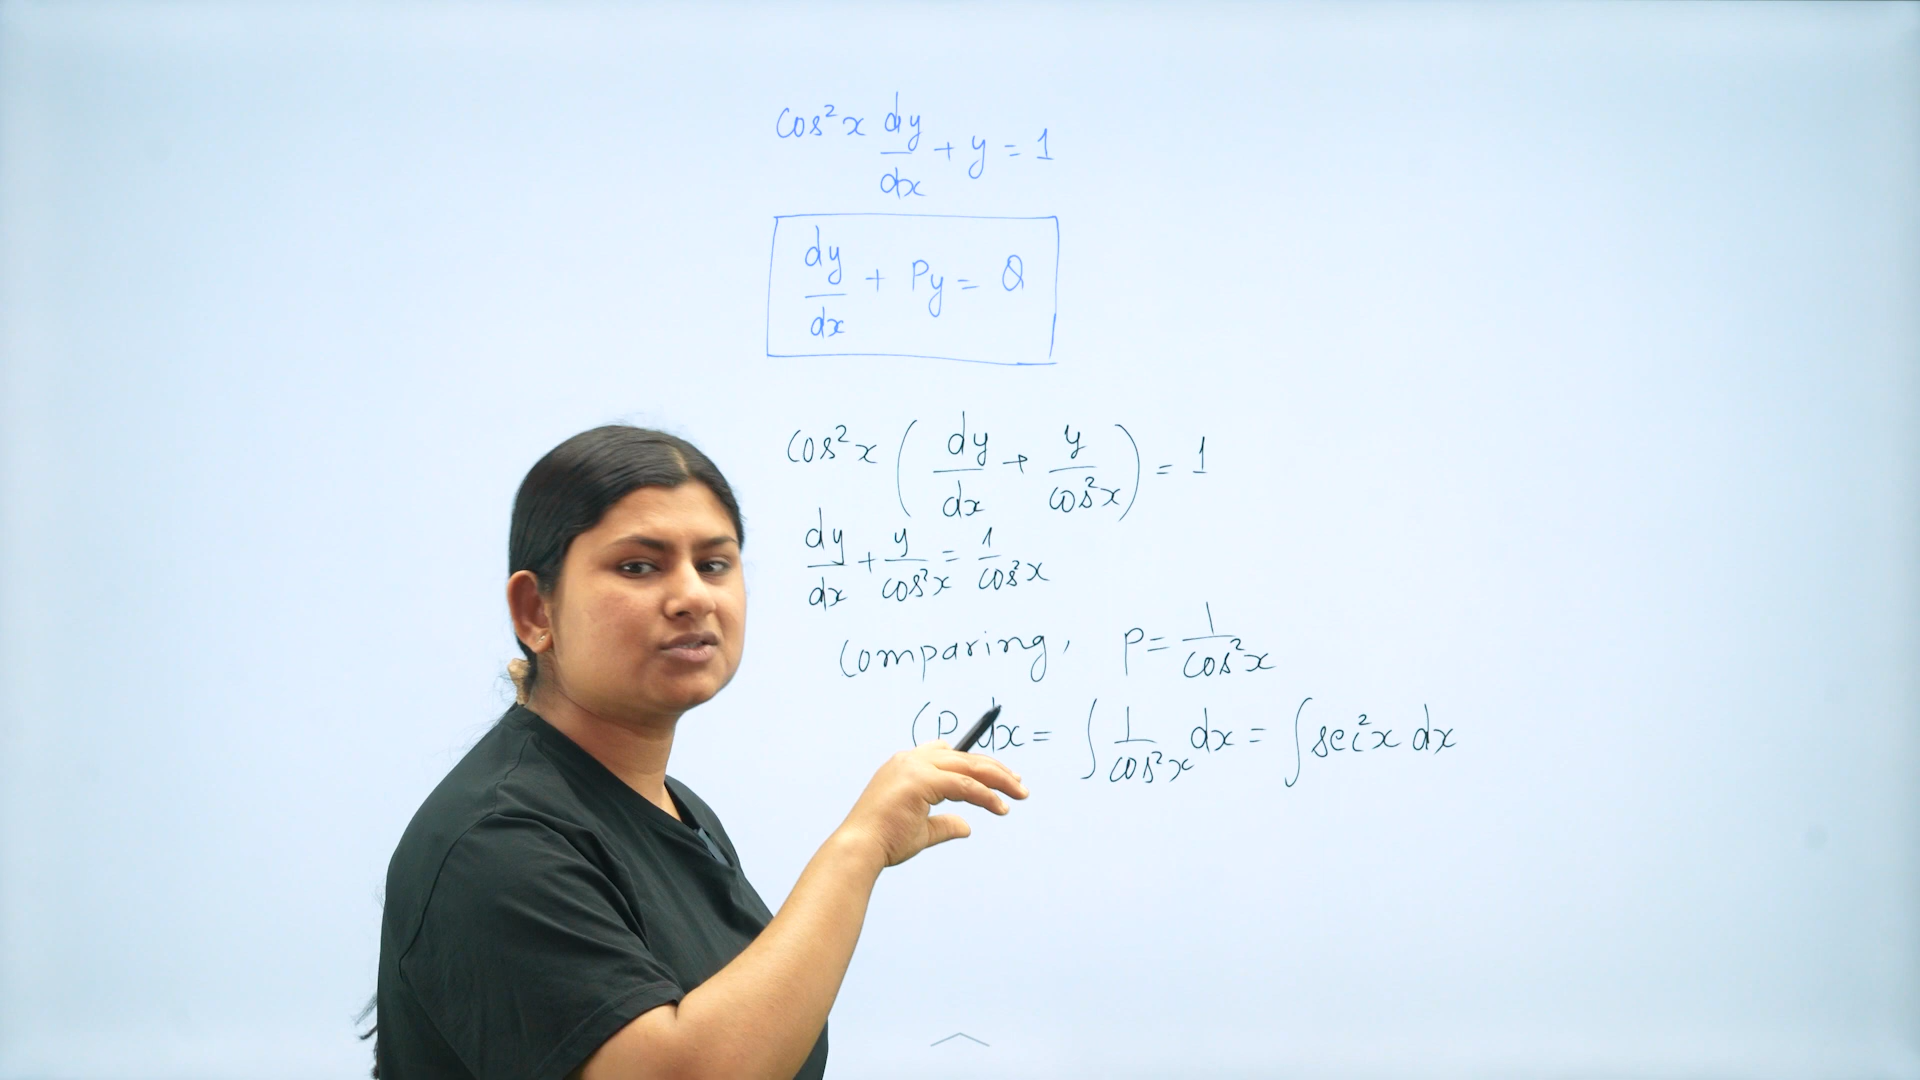 cos²x dy/dx + y = 1
dy/dx + Py = Q
cos²x ( dy/dx + y/cos²x ) = 1
dy/dx + y/cos²x = 1/cos²x
Comparing, P = 1/cos²x
∫P dx = ∫ 1/cos²x dx = ∫ sec²x dx